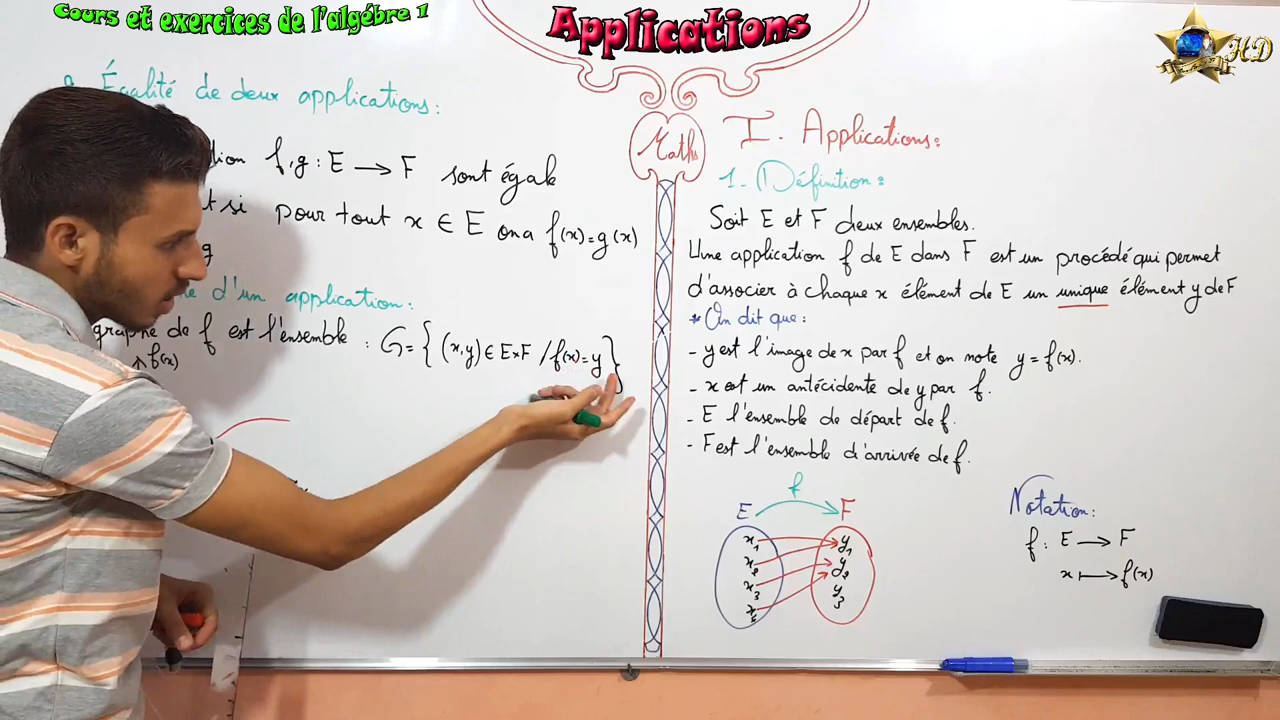 Cours et exercices de l'algébre 1
Applications
HD
Égalité de deux applications:
f,g : E → F sont égale
si pour tout x ∈ E on a f(x)=g(x)
g
d'un application:
graphe de f est l'ensemble : G = { (x,y) ∈ E×F / f(x)=y }
f(x)
Maths
I. Applications:
1. Définition:
Soit E et F deux ensembles.
Une application f de E dans F est un procédé qui permet
d'associer à chaque x élément de E un unique élément y de F
* On dit que:
- y est l'image de x par f et on note y = f(x).
- x est un antécidente de y par f.
- E l'ensemble de départ de f.
- F est l'ensemble d'arrivée de f.
f
E F
x1 y1
x2 y2
x3 y3
Notation:
f : E → F
x ↦ f(x)